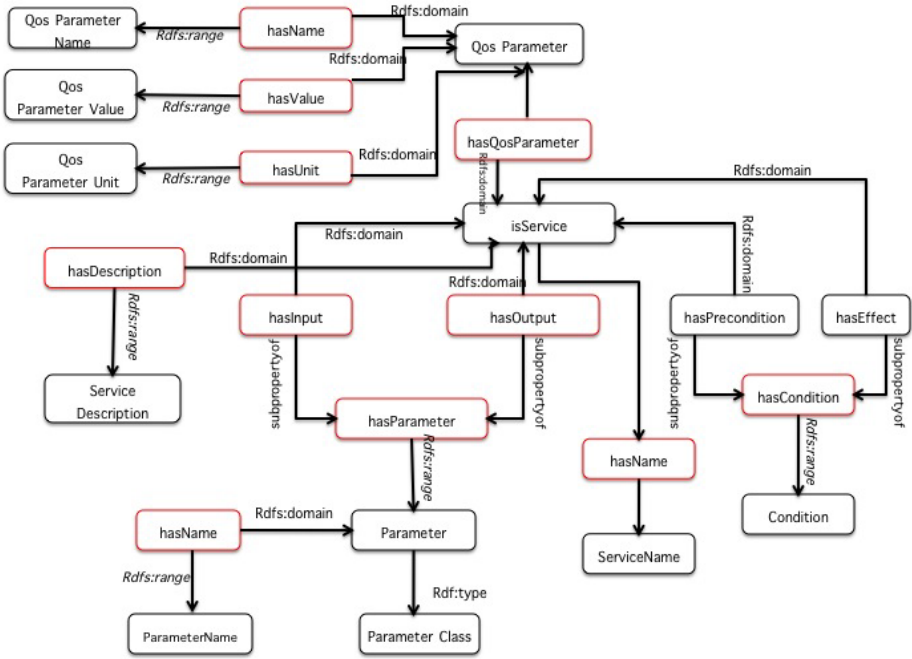 Qos Parameter
Name
Rdfs:range
hasName
Rdfs:domain
Qos Parameter
Rdfs:domain
Qos
Parameter Value
Rdfs:range
hasValue
Qos
Parameter Unit
Rdfs:range
hasUnit
Rdfs:domain
hasQosParameter
Rdfs:domain
Rdfs:domain
isService
Rdfs:domain
Rdfs:domain
hasDescription
Rdfs:domain
Rdfs:domain
Rdfs:range
hasInput
hasOutput
hasPrecondition
hasEffect
subpropertyof
subpropertyof
subpropertyof
subpropertyof
Service
Description
hasParameter
hasCondition
Rdfs:range
Rdfs:range
hasName
hasName
Rdfs:domain
Parameter
Condition
ServiceName
Rdfs:range
Rdf:type
ParameterName
Parameter Class